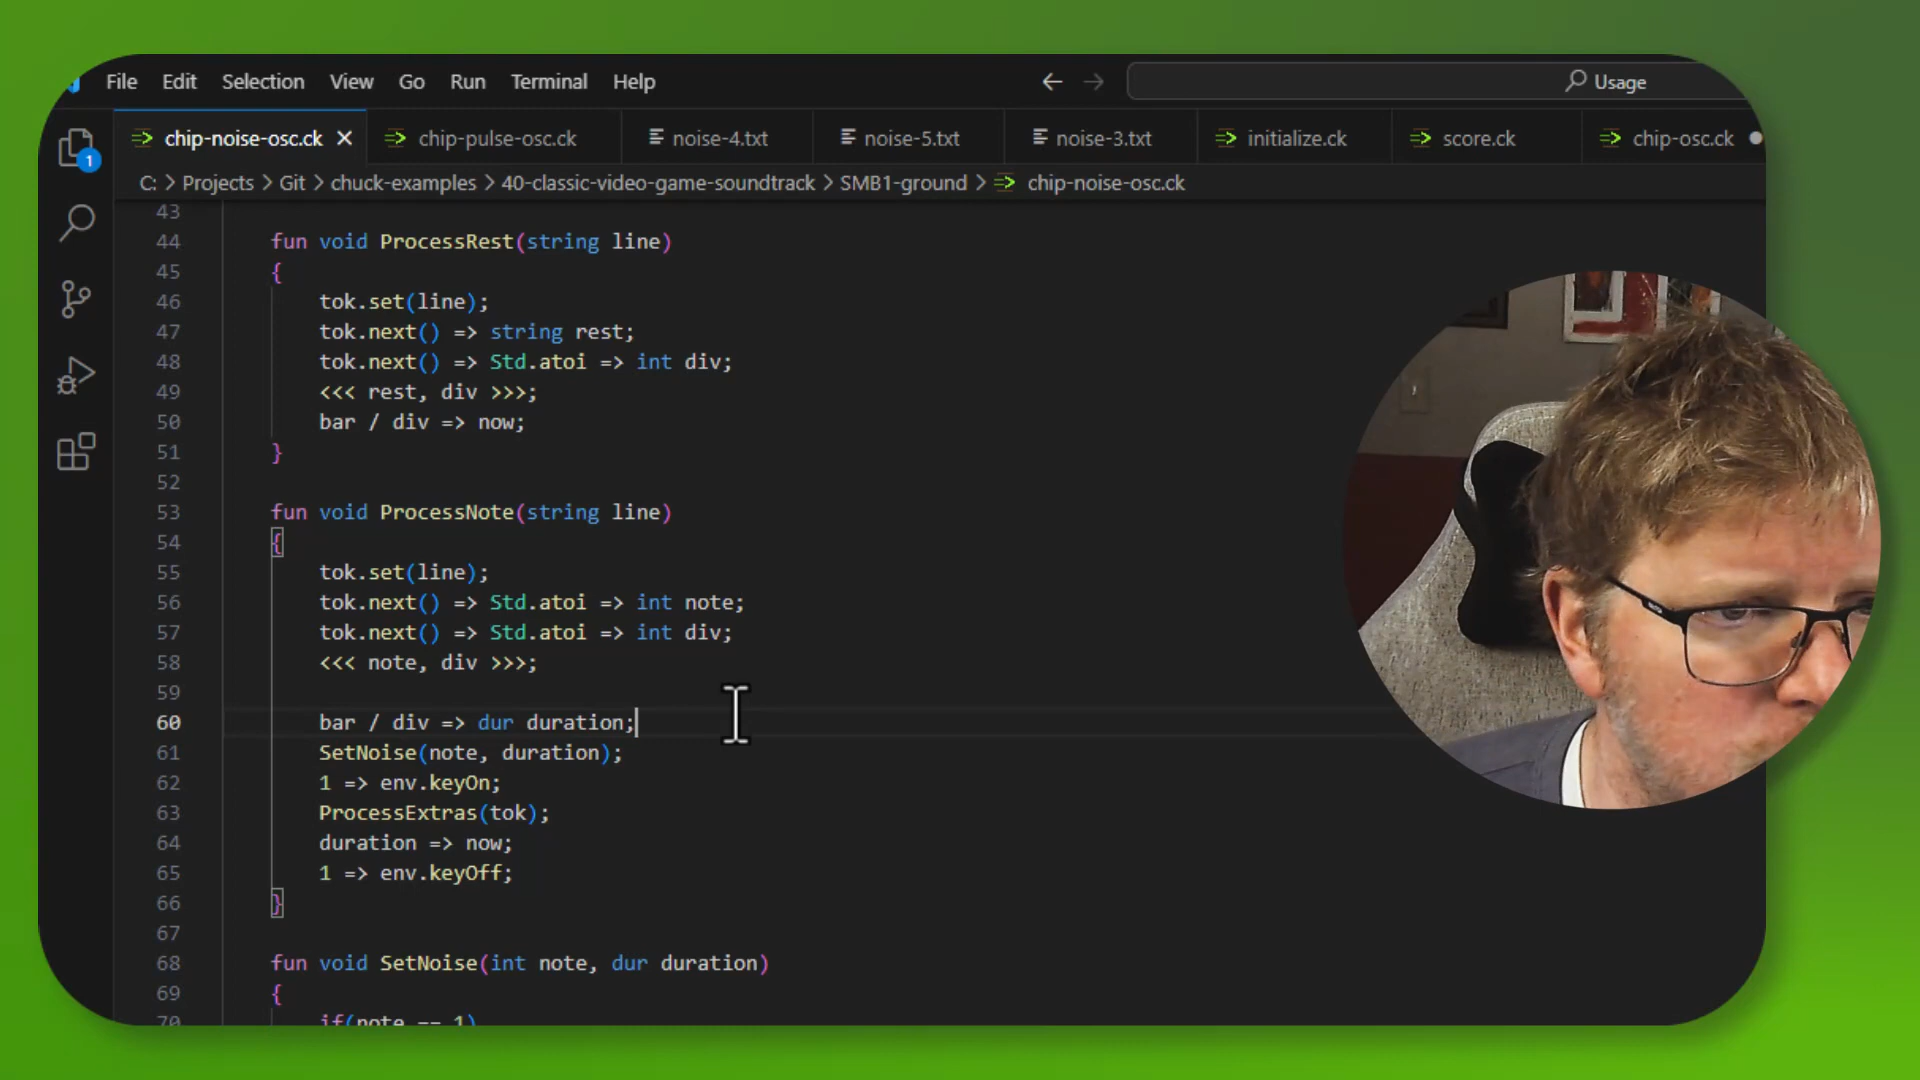 File Edit Selection View Go Run Terminal Help Usage
chip-noise-osc.ck chip-pulse-osc.ck noise-4.txt noise-5.txt noise-3.txt initialize.ck score.ck chip-osc.ck
1
C: > Projects > Git > chuck-examples > 40-classic-video-game-soundtrack > SMB1-ground > chip-noise-osc.ck
43
44 fun void ProcessRest(string line)
45 {
46 tok.set(line);
47 tok.next() => string rest;
48 tok.next() => Std.atoi => int div;
49 <<< rest, div >>>;
50 bar / div => now;
51 }
52
53 fun void ProcessNote(string line)
54 {
55 tok.set(line);
56 tok.next() => Std.atoi => int note;
57 tok.next() => Std.atoi => int div;
58 <<< note, div >>>;
59
60 bar / div => dur duration;
61 SetNoise(note, duration);
62 1 => env.keyOn;
63 ProcessExtras(tok);
64 duration => now;
65 1 => env.keyOff;
66 }
67
68 fun void SetNoise(int note, dur duration)
69 {
70 if(note == 1)